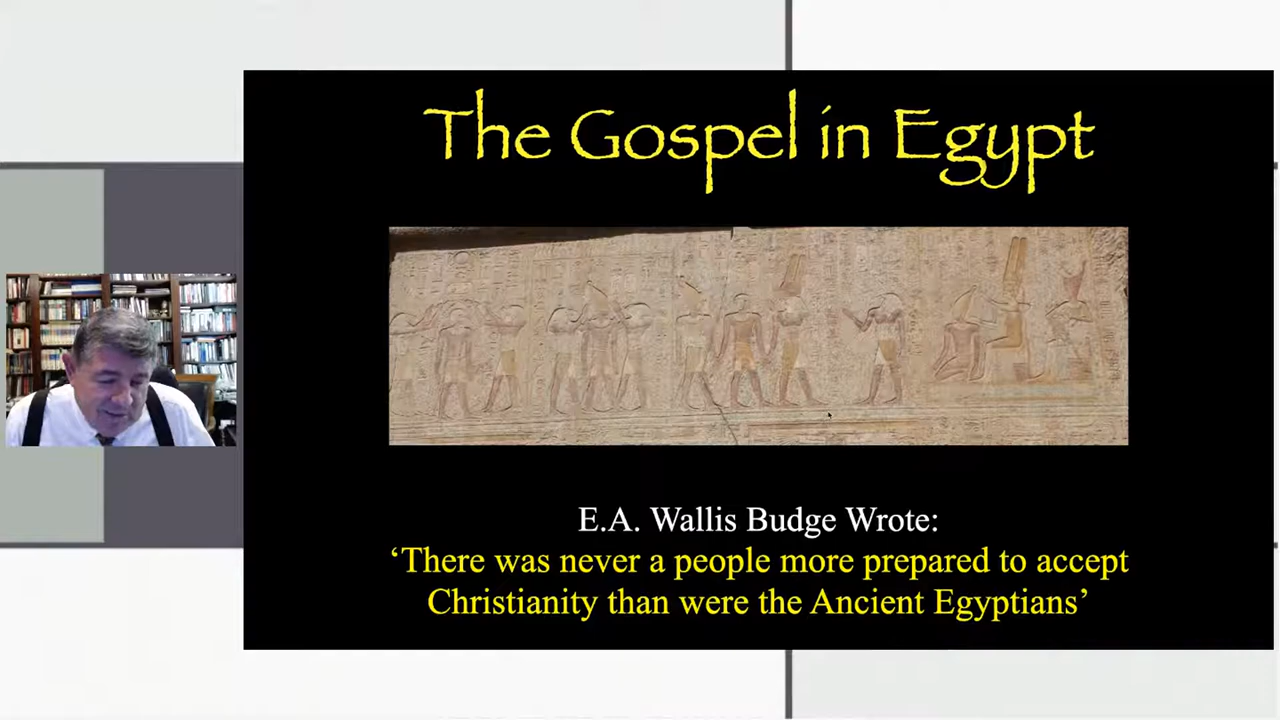 The Gospel in Egypt
E.A. Wallis Budge Wrote:
‘There was never a people more prepared to accept
Christianity than were the Ancient Egyptians’